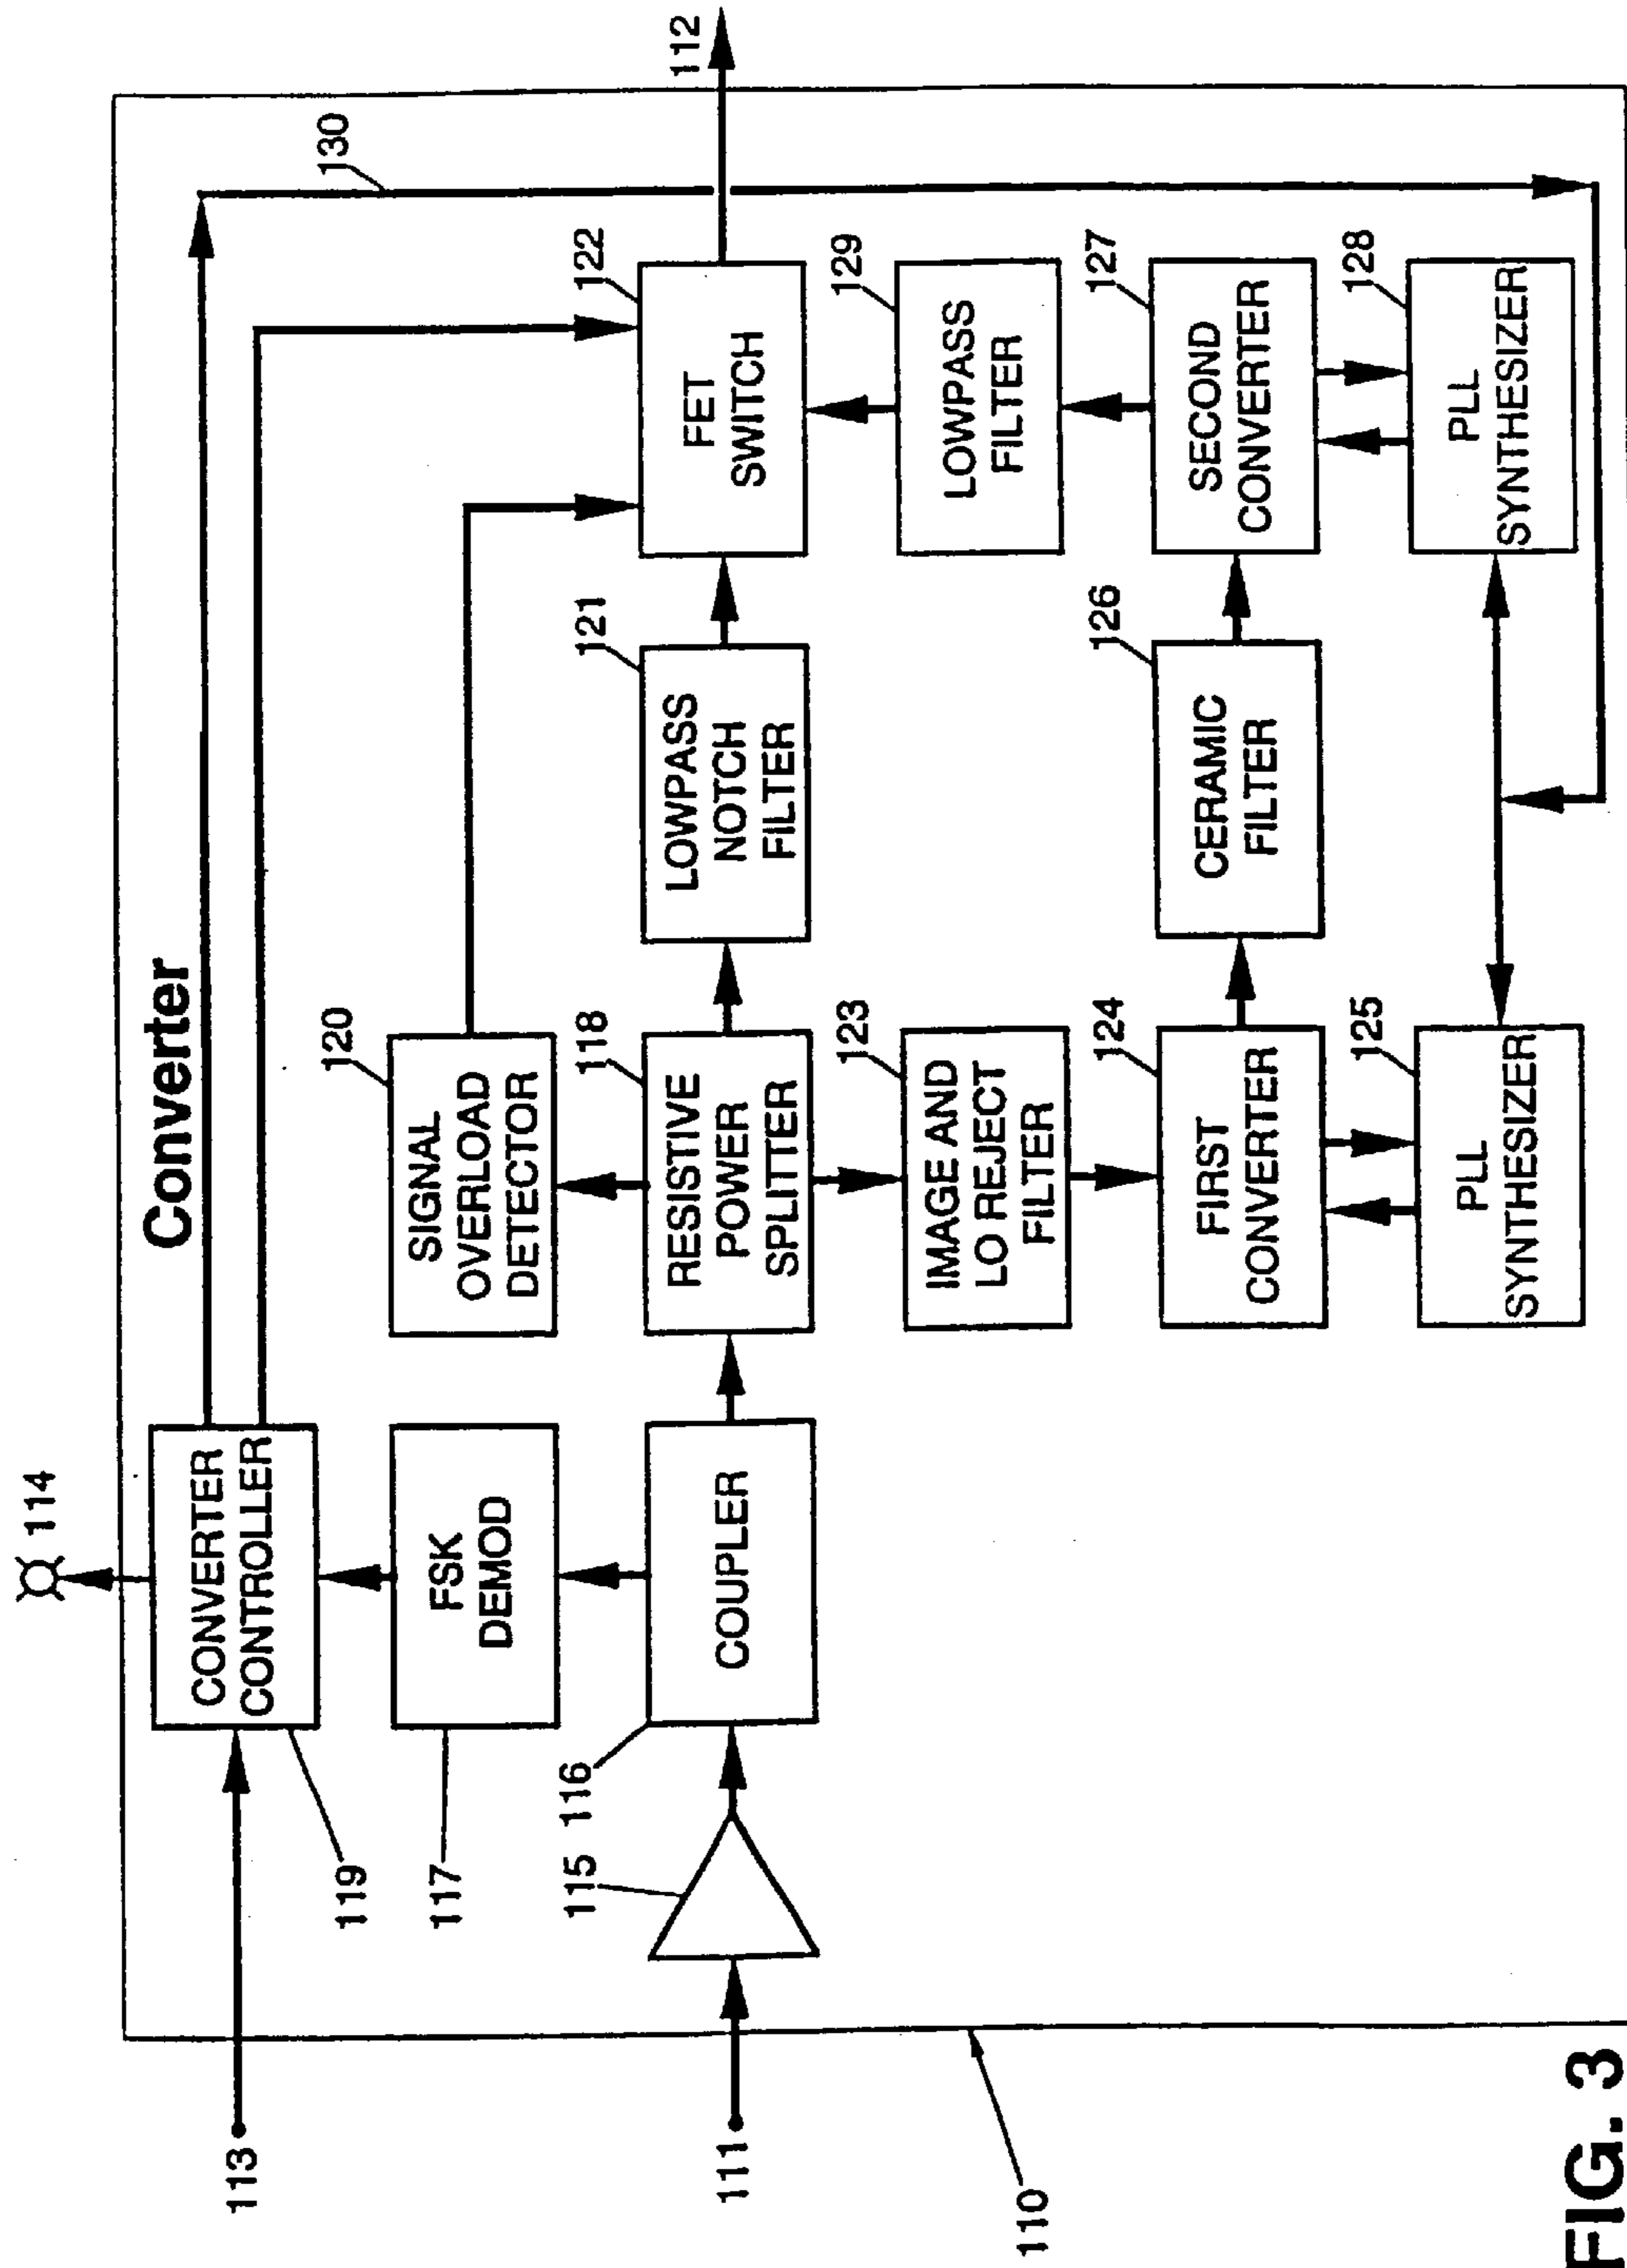 Converter
114
113
CONVERTER
CONTROLLER
119
130
FSK
DEMOD
117
120
SIGNAL
OVERLOAD
DETECTOR
111
115
116
COUPLER
118
RESISTIVE
POWER
SPLITTER
121
LOWPASS
NOTCH
FILTER
122
FET
SWITCH
112
123
IMAGE AND
LO REJECT
FILTER
129
LOWPASS
FILTER
110
124
FIRST
CONVERTER
126
CERAMIC
FILTER
127
SECOND
CONVERTER
125
PLL
SYNTHESIZER
128
PLL
SYNTHESIZER
FIG. 3